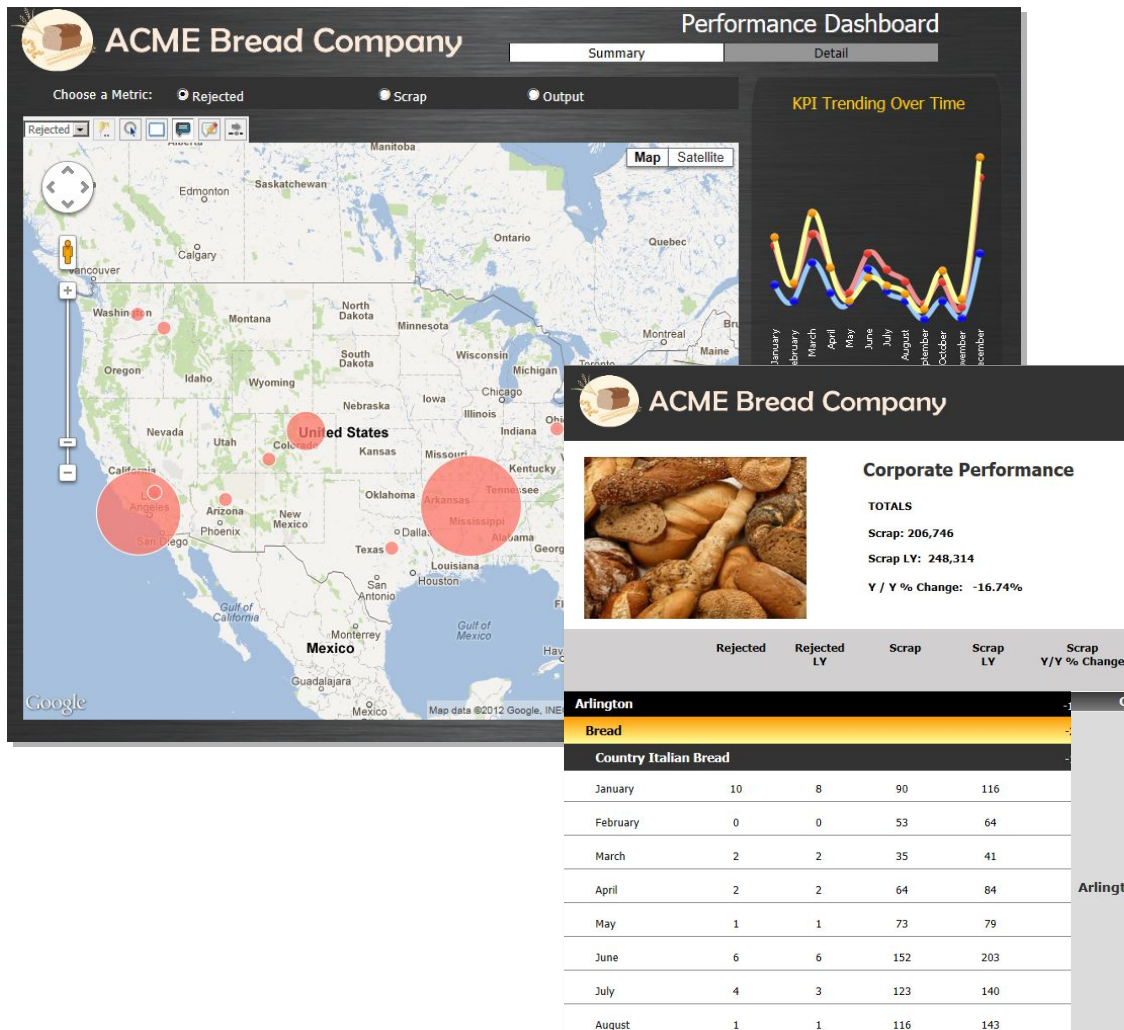 ACME Bread Company
Performance Dashboard
Summary
Detail
Choose a Metric:
Rejected
Scrap
Output
KPI Trending Over Time
Rejected
Map
Satellite
Manitoba
Edmonton
Saskatchewan
Calgary
Ontario
Quebec
Vancouver
Washington
Montana
North
Dakota
Minnesota
Montreal
Maine
Oregon
Idaho
South
Dakota
Wisconsin
Michigan
Toronto
Wyoming
Nebraska
Iowa
Chicago
Illinois
Indiana
Nevada
Utah
Colorado
United States
Kansas
Missouri
Kentucky
California
Los
Angeles
San Diego
Arizona
Phoenix
New
Mexico
Oklahoma
Arkansas
Tennessee
Mississippi
Alabama
Dallas
Texas
Louisiana
Houston
San
Antonio
Gulf of
California
Monterrey
Mexico
Gulf of
Mexico
Guadalajara
Mexico
Google
Map data ©2012 Google,
January
March
April
May
June
July
August
October
ACME Bread Company
Corporate Performance
TOTALS
Scrap: 206,746
Scrap LY: 248,314
Y / Y % Change: -16.74%
Rejected Rejected LY Scrap Scrap LY Scrap Y/Y % Change
Arlington
Bread
Country Italian Bread
January 10 8 90 116
February 0 0 53 64
March 2 2 35 41
April 2 2 64 84
May 1 1 73 79
June 6 6 152 203
July 4 3 123 140
August 1 1 116 143